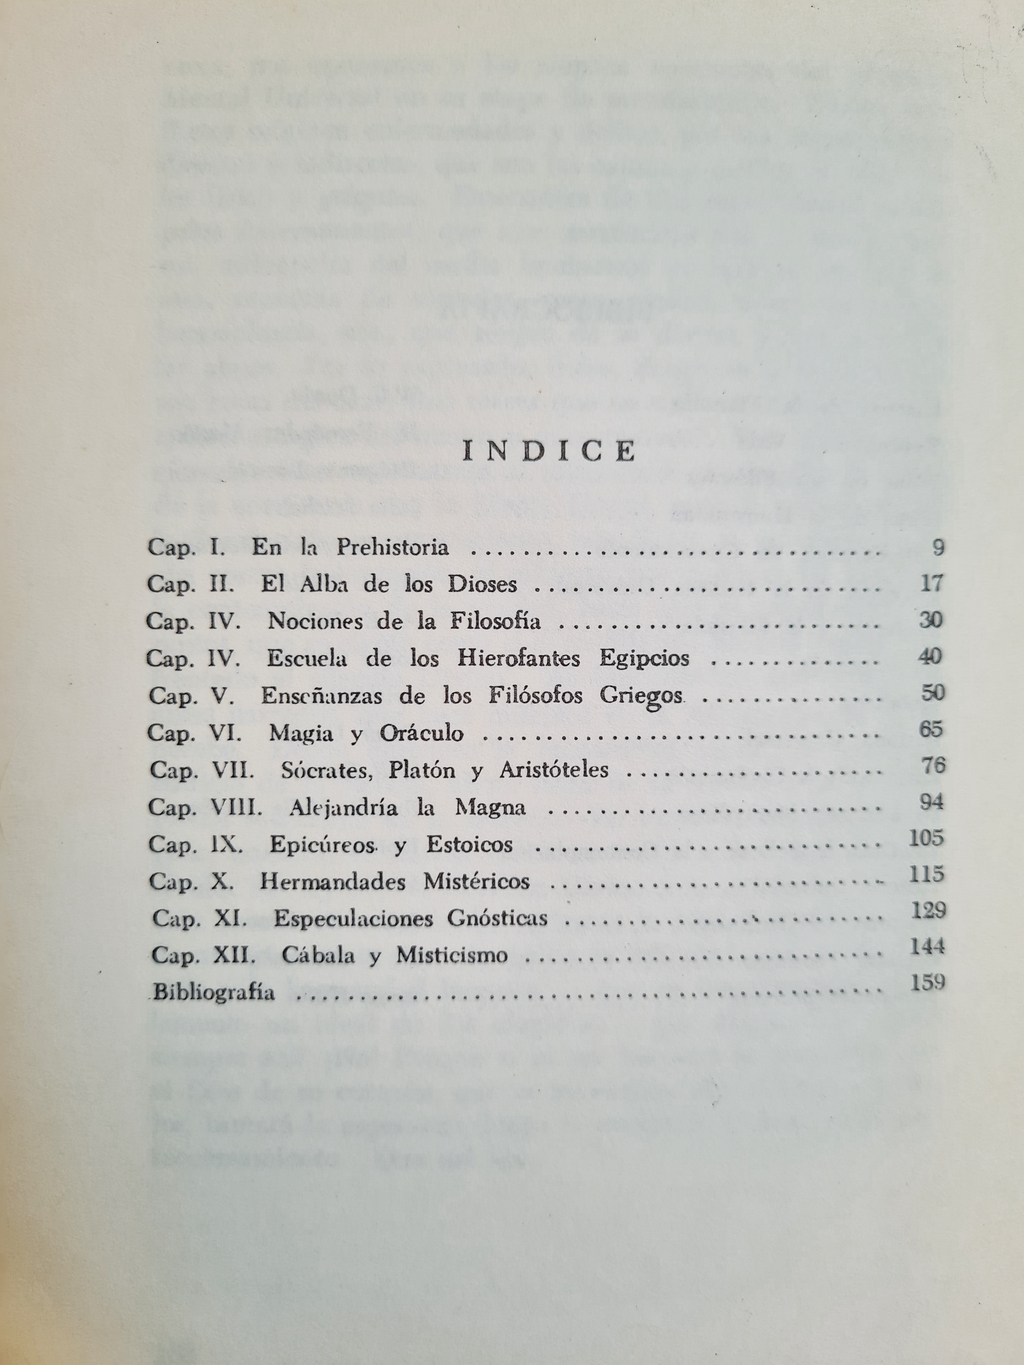 INDICE
Cap. I. En la Prehistoria ................................ 9
Cap. II. El Alba de los Dioses ........................... 17
Cap. IV. Nociones de la Filosofía ......................... 30
Cap. IV. Escuela de los Hierofantes Egipcios .............. 40
Cap. V. Enseñanzas de los Filósofos Griegos. .............. 50
Cap. VI. Magia y Oráculo ............................... 65
Cap. VII. Sócrates, Platón y Aristóteles .................... 76
Cap. VIII. Alejandría la Magna .......................... 94
Cap. IX. Epicúreos y Estoicos ........................... 105
Cap. X. Hermandades Mistéricos .......................... 115
Cap. XI. Especulaciones Gnósticas ......................... 129
Cap. XII. Cábala y Misticismo ............................ 144
Bibliografía .............................................. 159